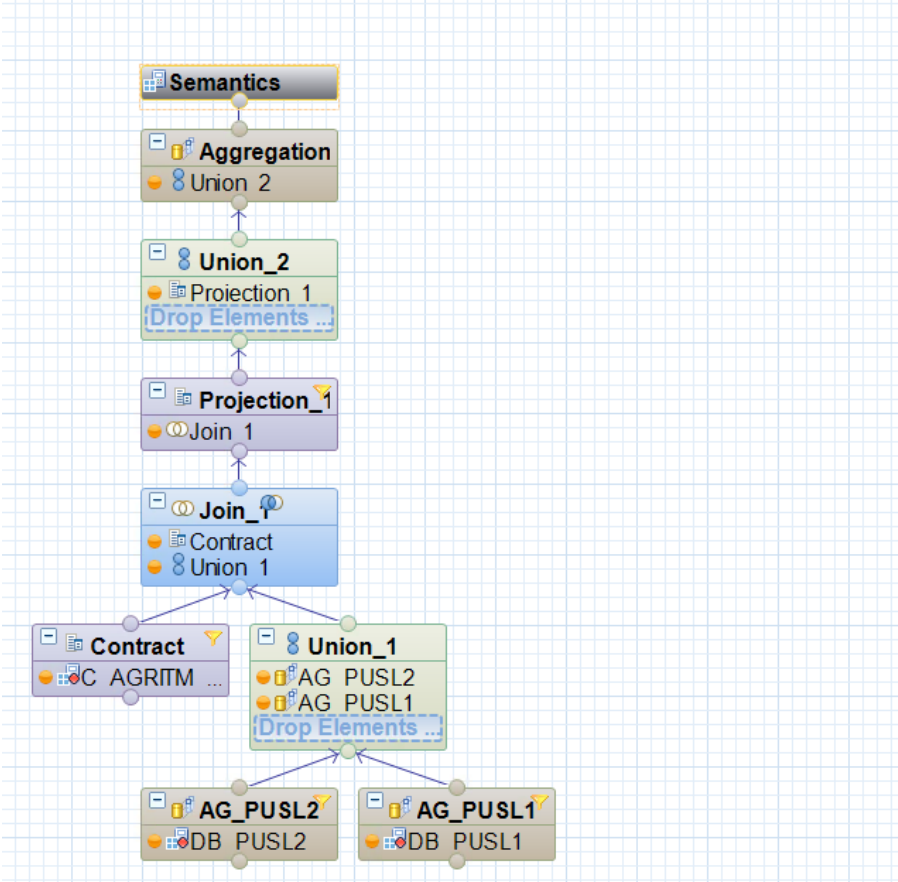 Semantics
Aggregation
Union 2
Union_2
Projection 1
Drop Elements ...
Projection_1
Join 1
Join_1
Contract
Union 1
Contract
C AGRITM ...
Union_1
AG PUSL2
AG PUSL1
Drop Elements ...
AG_PUSL2
DB PUSL2
AG_PUSL1
DB PUSL1